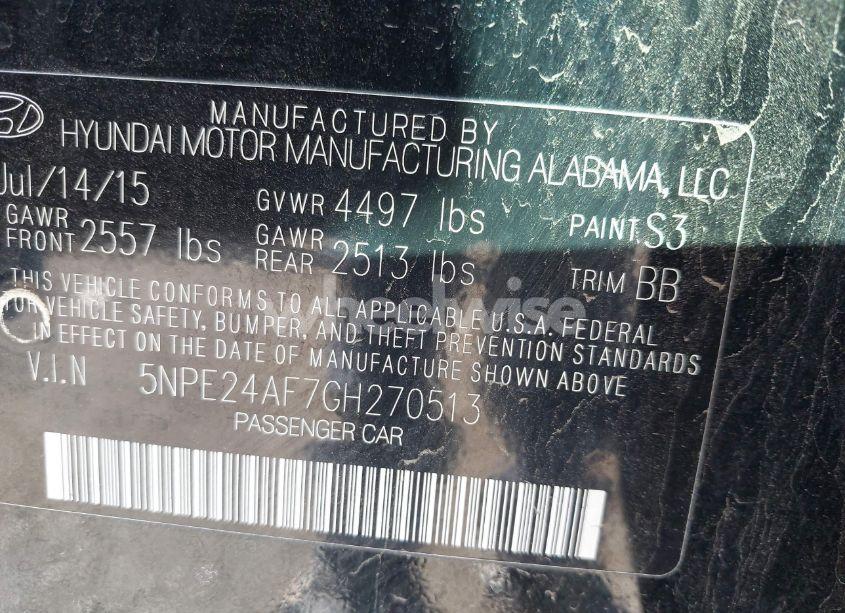 MANUFACTURED BY
HYUNDAI MOTOR MANUFACTURING ALABAMA, LLC
Jul/14/15 GVWR 4497 lbs PAINT S3
GAWR FRONT 2557 lbs GAWR REAR 2513 lbs TRIM BB
THIS VEHICLE CONFORMS TO ALL APPLICABLE U.S.A. FEDERAL
FOR VEHICLE SAFETY, BUMPER, AND THEFT PREVENTION STANDARDS
IN EFFECT ON THE DATE OF MANUFACTURE SHOWN ABOVE
V.I.N 5NPE24AF7GH270513
PASSENGER CAR
wheelwise